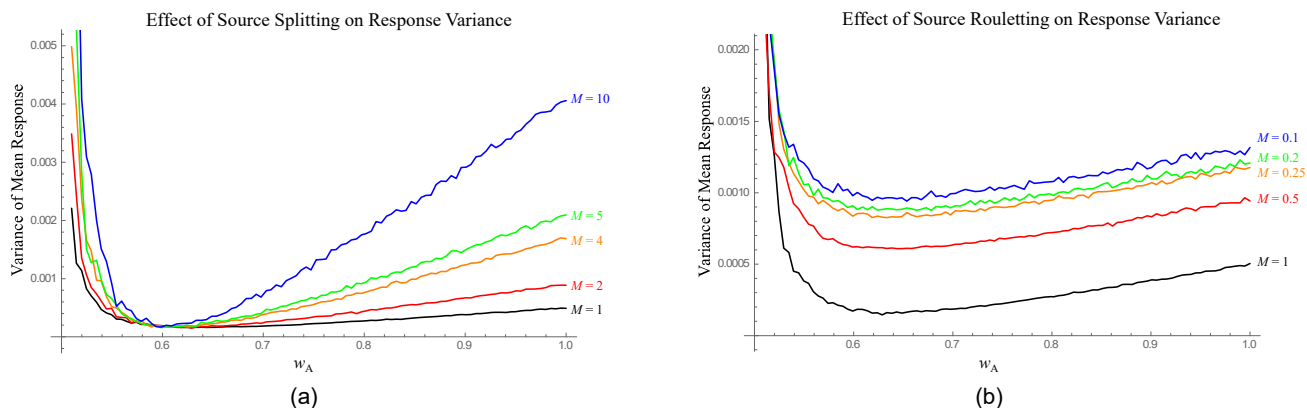 Effect of Source Splitting on Response Variance
Variance of Mean Response
0.005
0.004
0.003
0.002
0.001
M = 10
M = 5
M = 4
M = 2
M = 1
0.6 0.7 0.8 0.9 1.0
wA
(a)
Effect of Source Rouletting on Response Variance
Variance of Mean Response
0.0020
0.0015
0.0010
0.0005
M = 0.1
M = 0.2
M = 0.25
M = 0.5
M = 1
0.6 0.7 0.8 0.9 1.0
wA
(b)